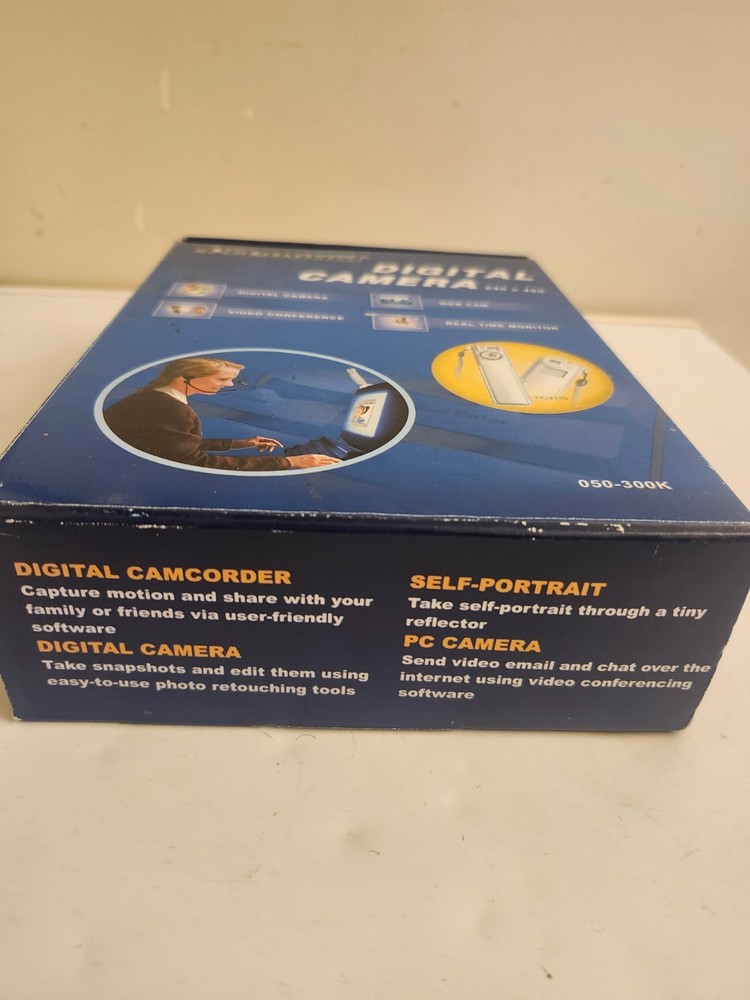 DIGITAL
CAMERA 640 x 480
DIGITAL CAMERA
WEB CAM
VIDEO CONFERENCE
REAL TIME MONITOR
050-300K
DIGITAL CAMCORDER
Capture motion and share with your
family or friends via user-friendly
software
DIGITAL CAMERA
Take snapshots and edit them using
easy-to-use photo retouching tools
SELF-PORTRAIT
Take self-portrait through a tiny
reflector
PC CAMERA
Send video email and chat over the
internet using video conferencing
software